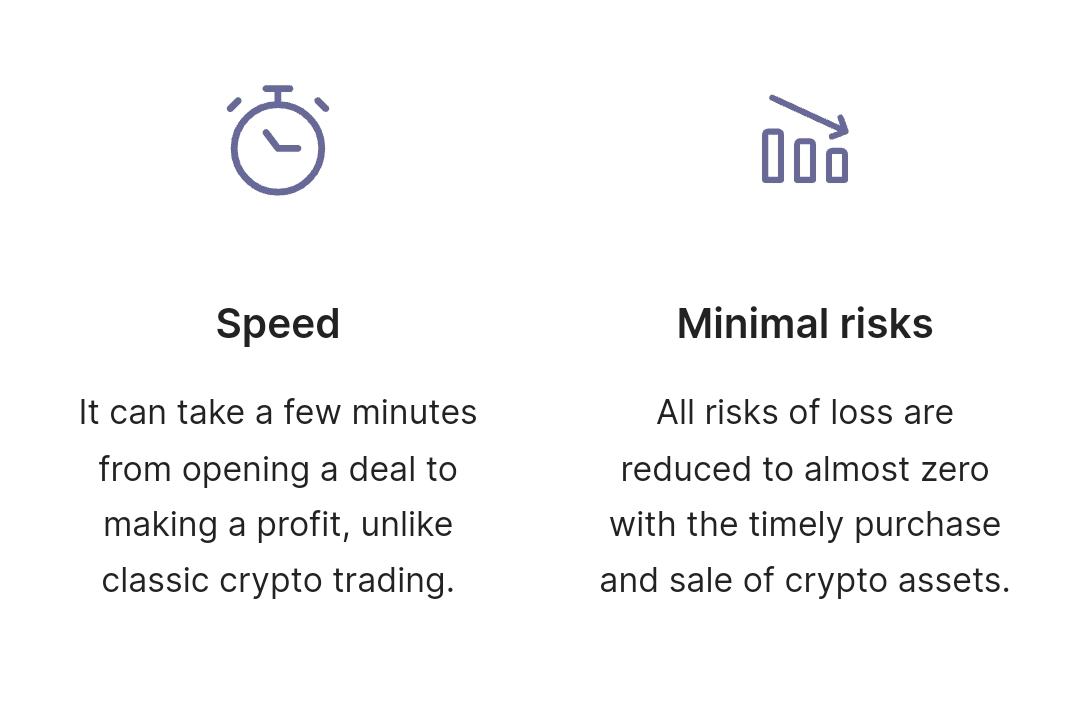 Speed
It can take a few minutes
from opening a deal to
making a profit, unlike
classic crypto trading.
Minimal risks
All risks of loss are
reduced to almost zero
with the timely purchase
and sale of crypto assets.